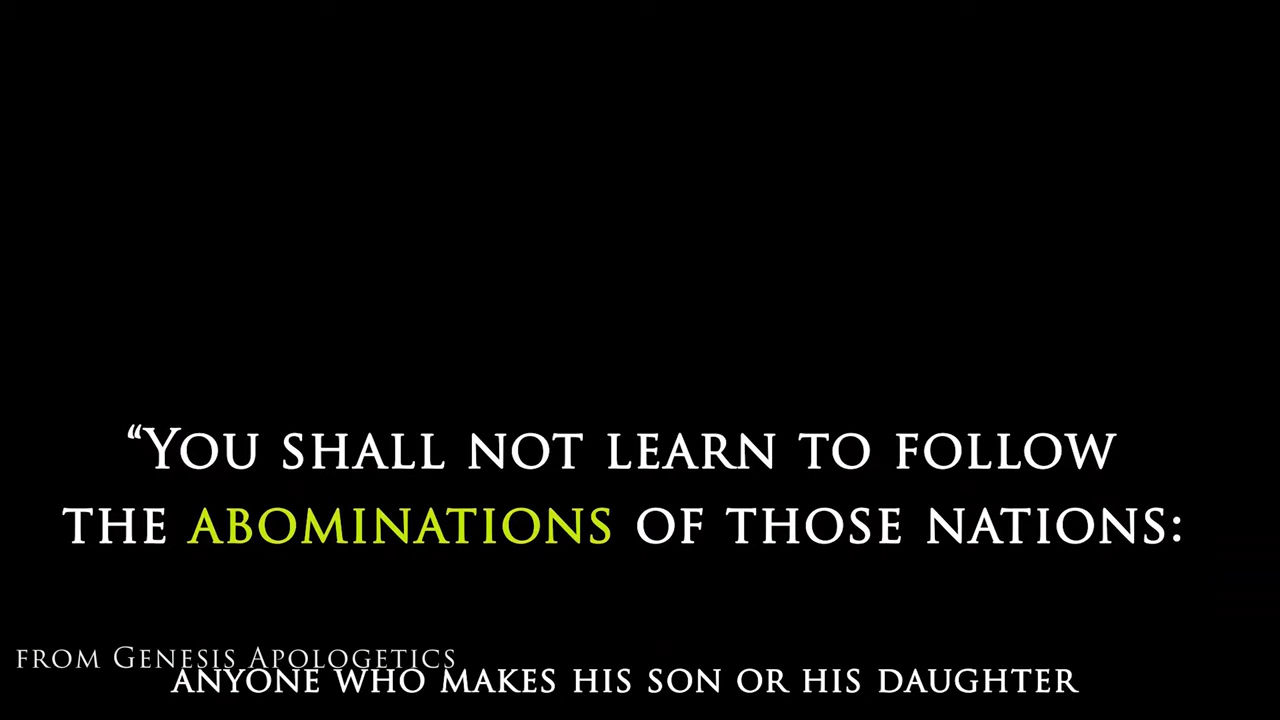 “You shall not learn to follow
the abominations of those nations:
from Genesis Apologetics
anyone who makes his son or his daughter